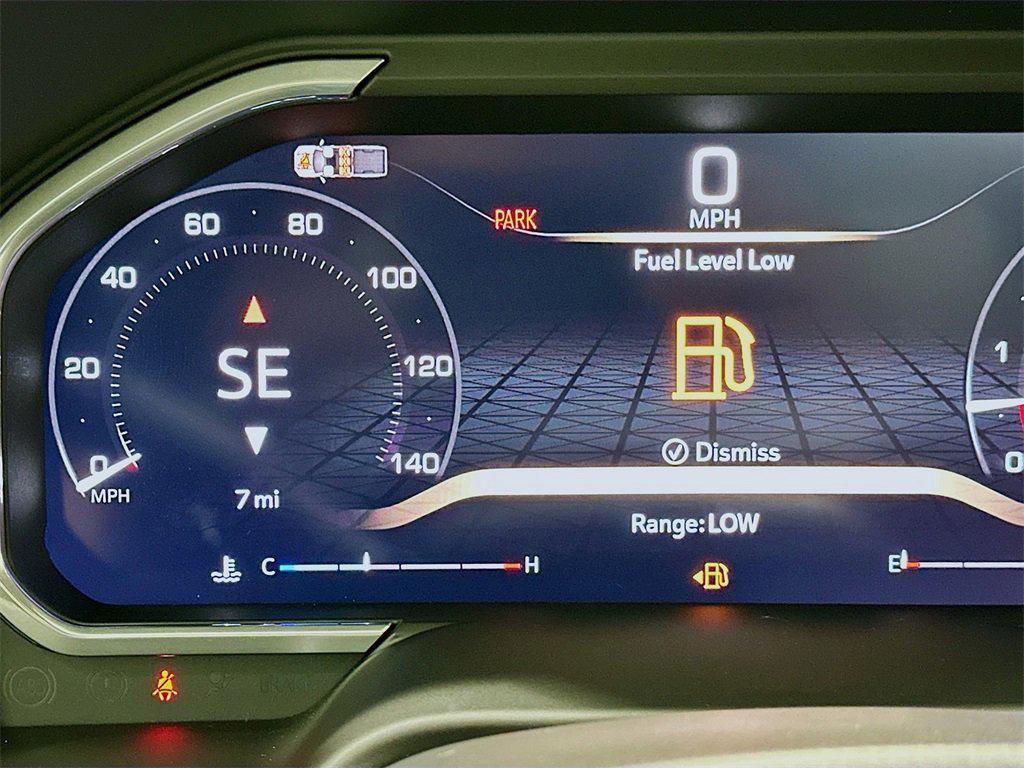 0
MPH
PARK
Fuel Level Low
60 80
40 100
20 120
0 140
MPH
SE
7 mi
Dismiss
Range: LOW
C H
E
1
0